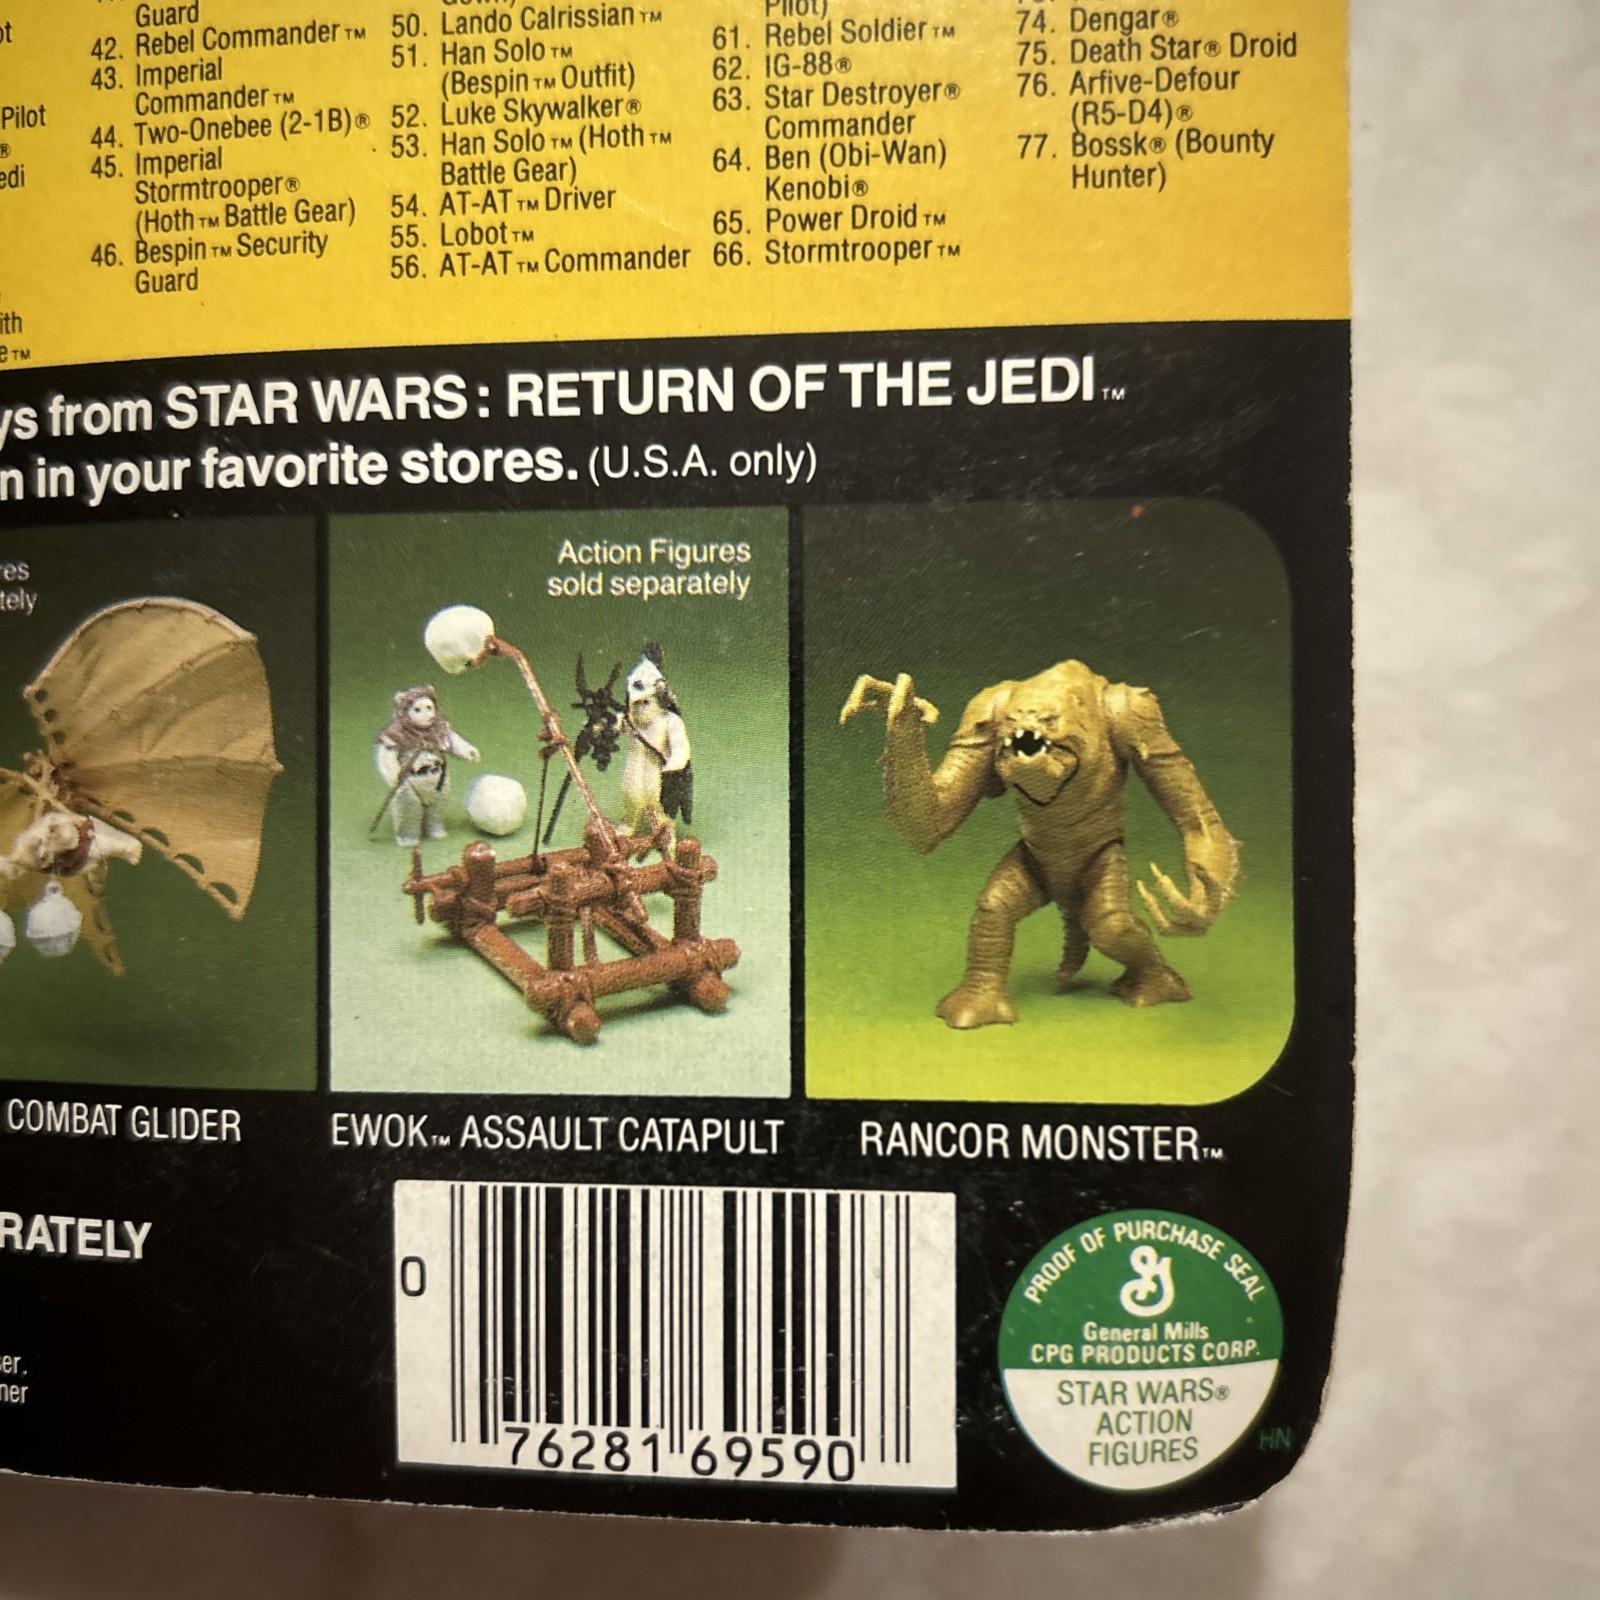 Guard
42. Rebel Commander™
43. Imperial
Commander™
44. Two-Onebee (2-1B)®
45. Imperial
Stormtrooper®
(Hoth™ Battle Gear)
46. Bespin™ Security
Guard
50. Lando Calrissian™
51. Han Solo™
(Bespin™ Outfit)
52. Luke Skywalker®
53. Han Solo™ (Hoth™
Battle Gear)
54. AT-AT™ Driver
55. Lobot™
56. AT-AT™ Commander
Pilot)
61. Rebel Soldier™
62. IG-88®
63. Star Destroyer®
Commander
64. Ben (Obi-Wan)
Kenobi®
65. Power Droid™
66. Stormtrooper™
74. Dengar®
75. Death Star® Droid
76. Arfive-Defour
(R5-D4)®
77. Bossk® (Bounty
Hunter)
Pilot
ys from STAR WARS: RETURN OF THE JEDI™
n in your favorite stores. (U.S.A. only)
Action Figures
sold separately
COMBAT GLIDER
EWOK™ ASSAULT CATAPULT
RANCOR MONSTER™
RATELY
0 76281 69590
PROOF OF PURCHASE SEAL
G
General Mills
CPG PRODUCTS CORP.
STAR WARS®
ACTION
FIGURES
HN